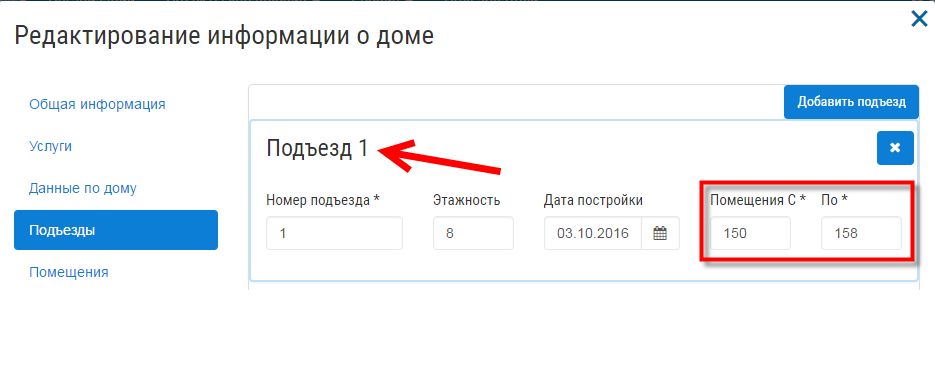 Редактирование информации о доме
Общая информация
Услуги
Данные по дому
Подъезды
Помещения
Добавить подъезд
Подъезд 1
Номер подъезда * Этажность Дата постройки Помещения С * По *
1 8 03.10.2016 150 158